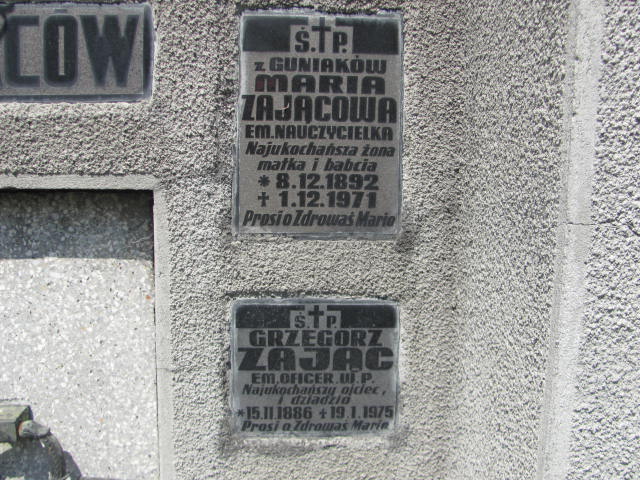 ACÓW
Ś. P.
z GUNIAKÓW
MARIA
ZAJĄCOWA
EM. NAUCZYCIELKA
Najukochańsza żona
matka i babcia
* 8.12.1892
† 1.12.1971
Prosi o Zdrowaś Mario
Ś. P.
GRZEGORZ
ZAJĄC
EM. OFICER. W. P.
Najukochańszy ojciec,
i dziadzio
*15.11.1886 † 19.1.1975
Prosi o Zdrowaś Mario